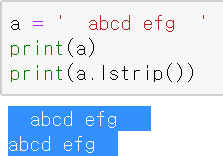 a = '  abcd efg  '
print(a)
print(a.lstrip())
  abcd efg
abcd efg